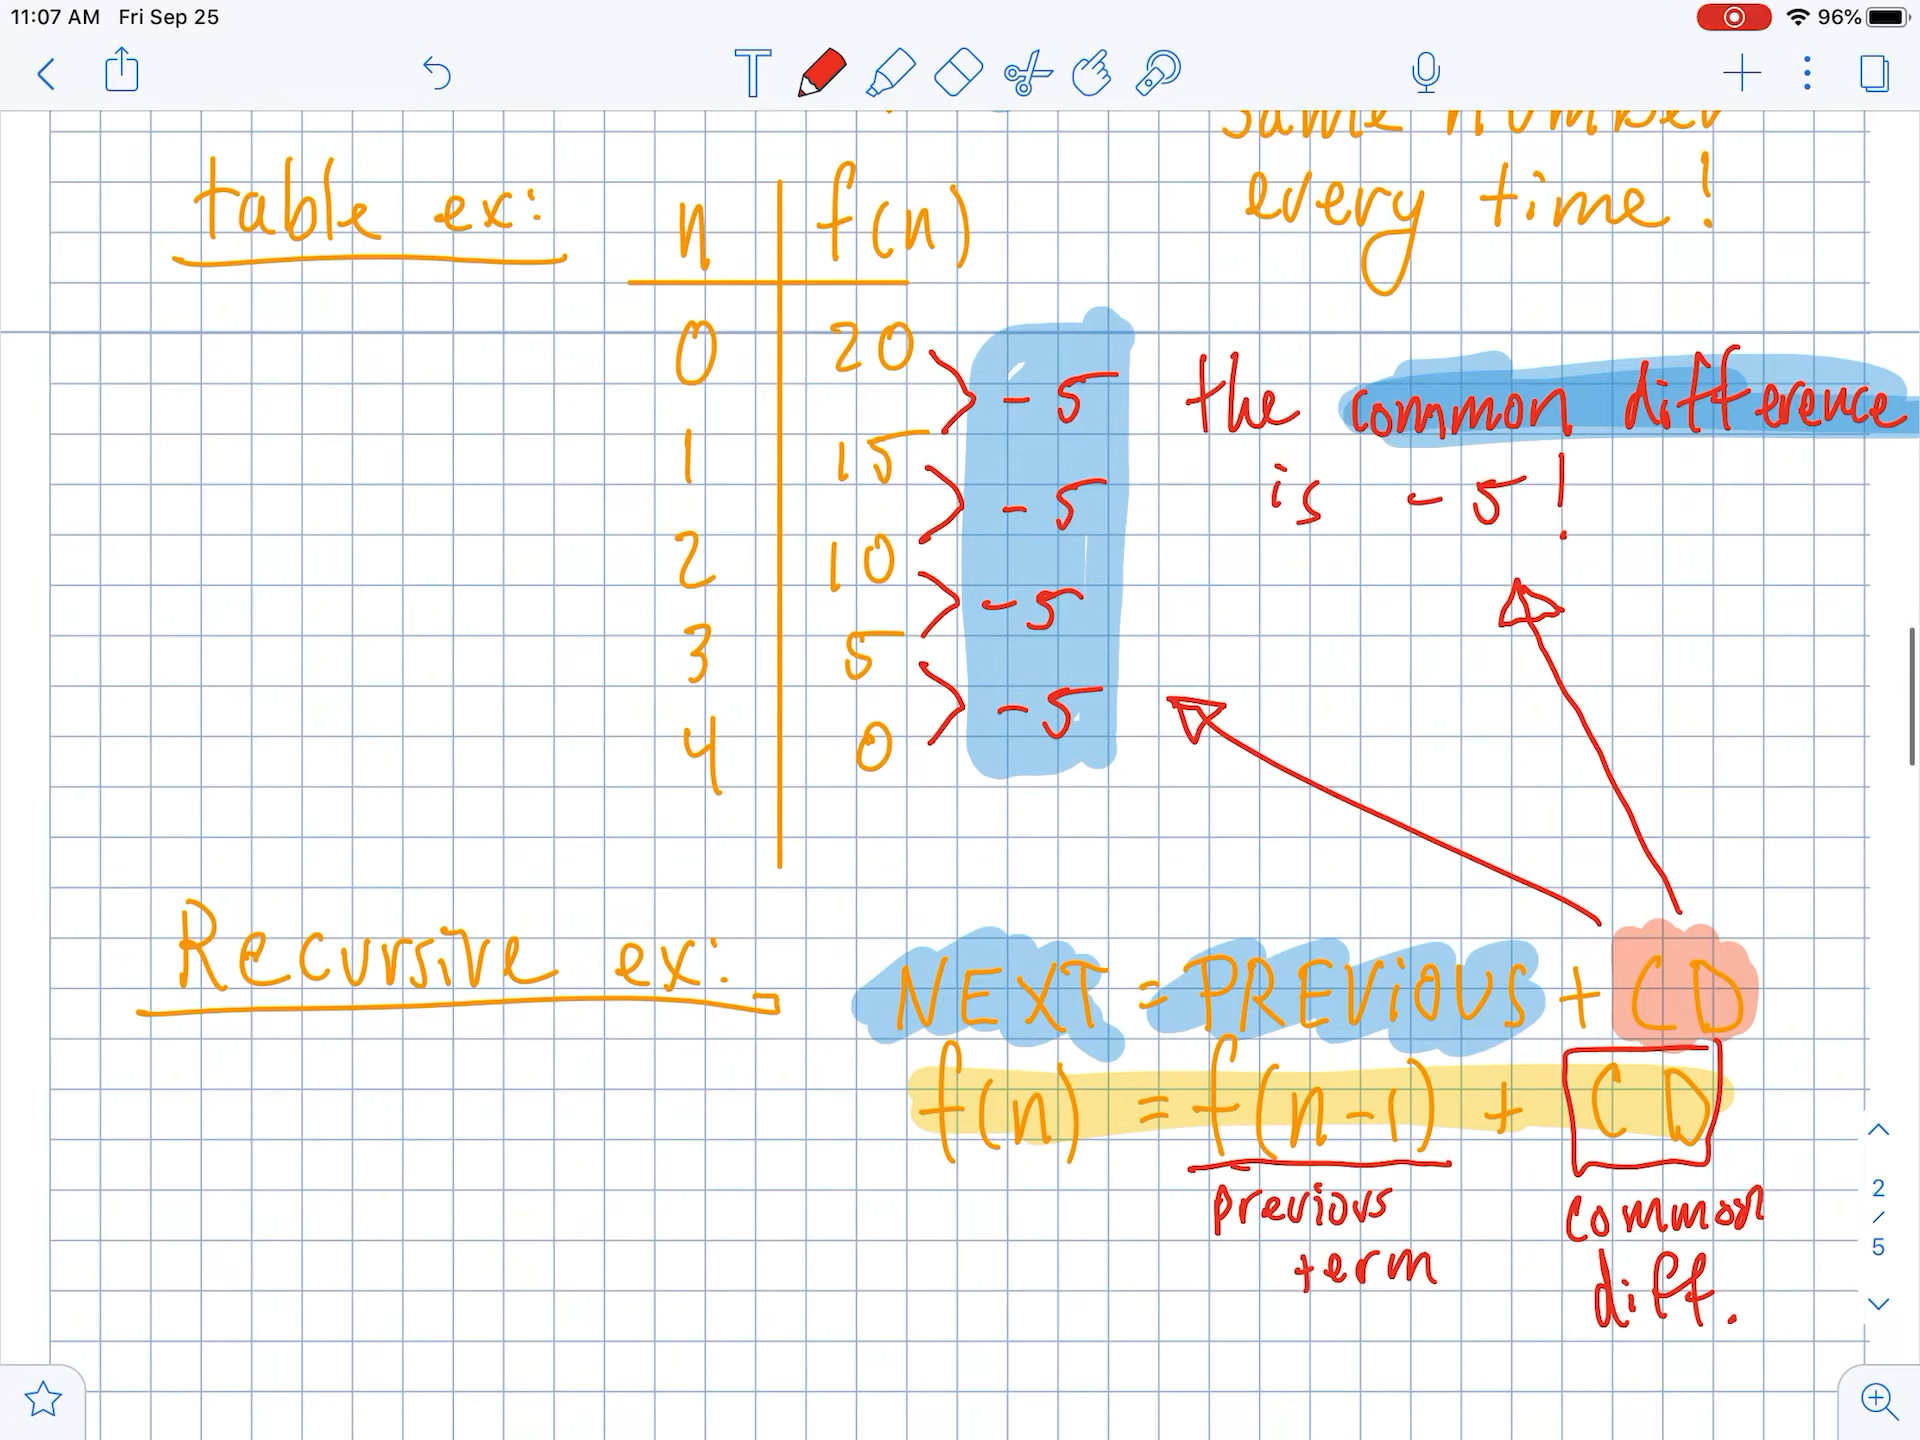 11:07 AM Fri Sep 25
96%
T
same number
every time!
table ex:
n f(n)
0 20
- 5
the common difference
1 15
- 5
is - 5!
2 10
- 5
3 5
- 5
4 0
Recursive ex:
NEXT = PREViOUS + CD
f(n) = f(n-1) + CD
previous
term
common
diff.
2
/
5